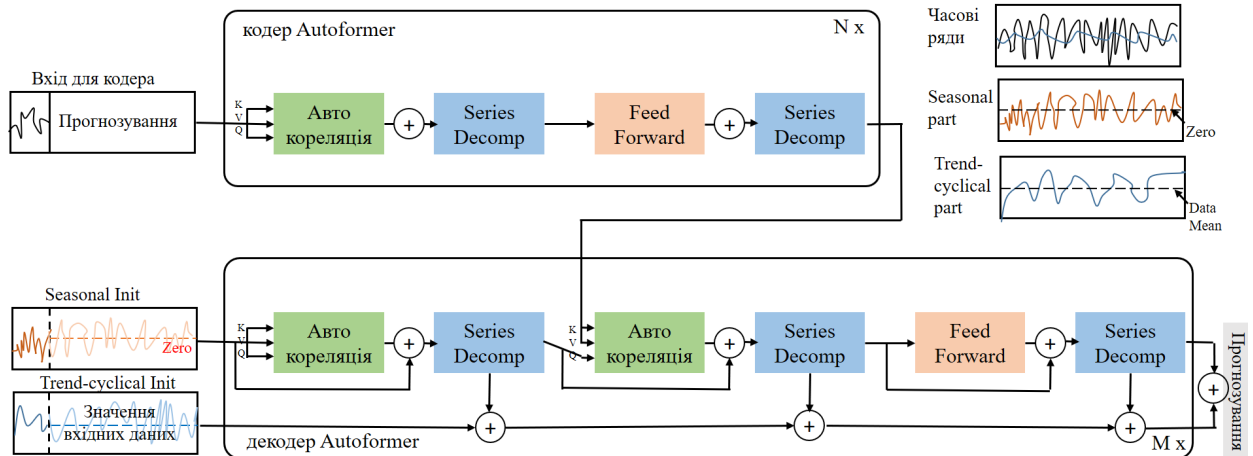 кодер Autoformer
N x
Вхід для кодера
Прогнозування
K
V
Q
Авто
кореляція
+
Series
Decomp
Feed
Forward
+
Series
Decomp
Часові
ряди
Seasonal
part
Zero
Trend-
cyclical
part
Data
Mean
Seasonal Init
Zero
K
V
Q
Авто
кореляція
+
Series
Decomp
K
V
Q
Авто
кореляція
+
Series
Decomp
Feed
Forward
+
Series
Decomp
Trend-cyclical Init
Значення
вхідних даних
декодер Autoformer
+
+
+
M x
+
Прогнозування